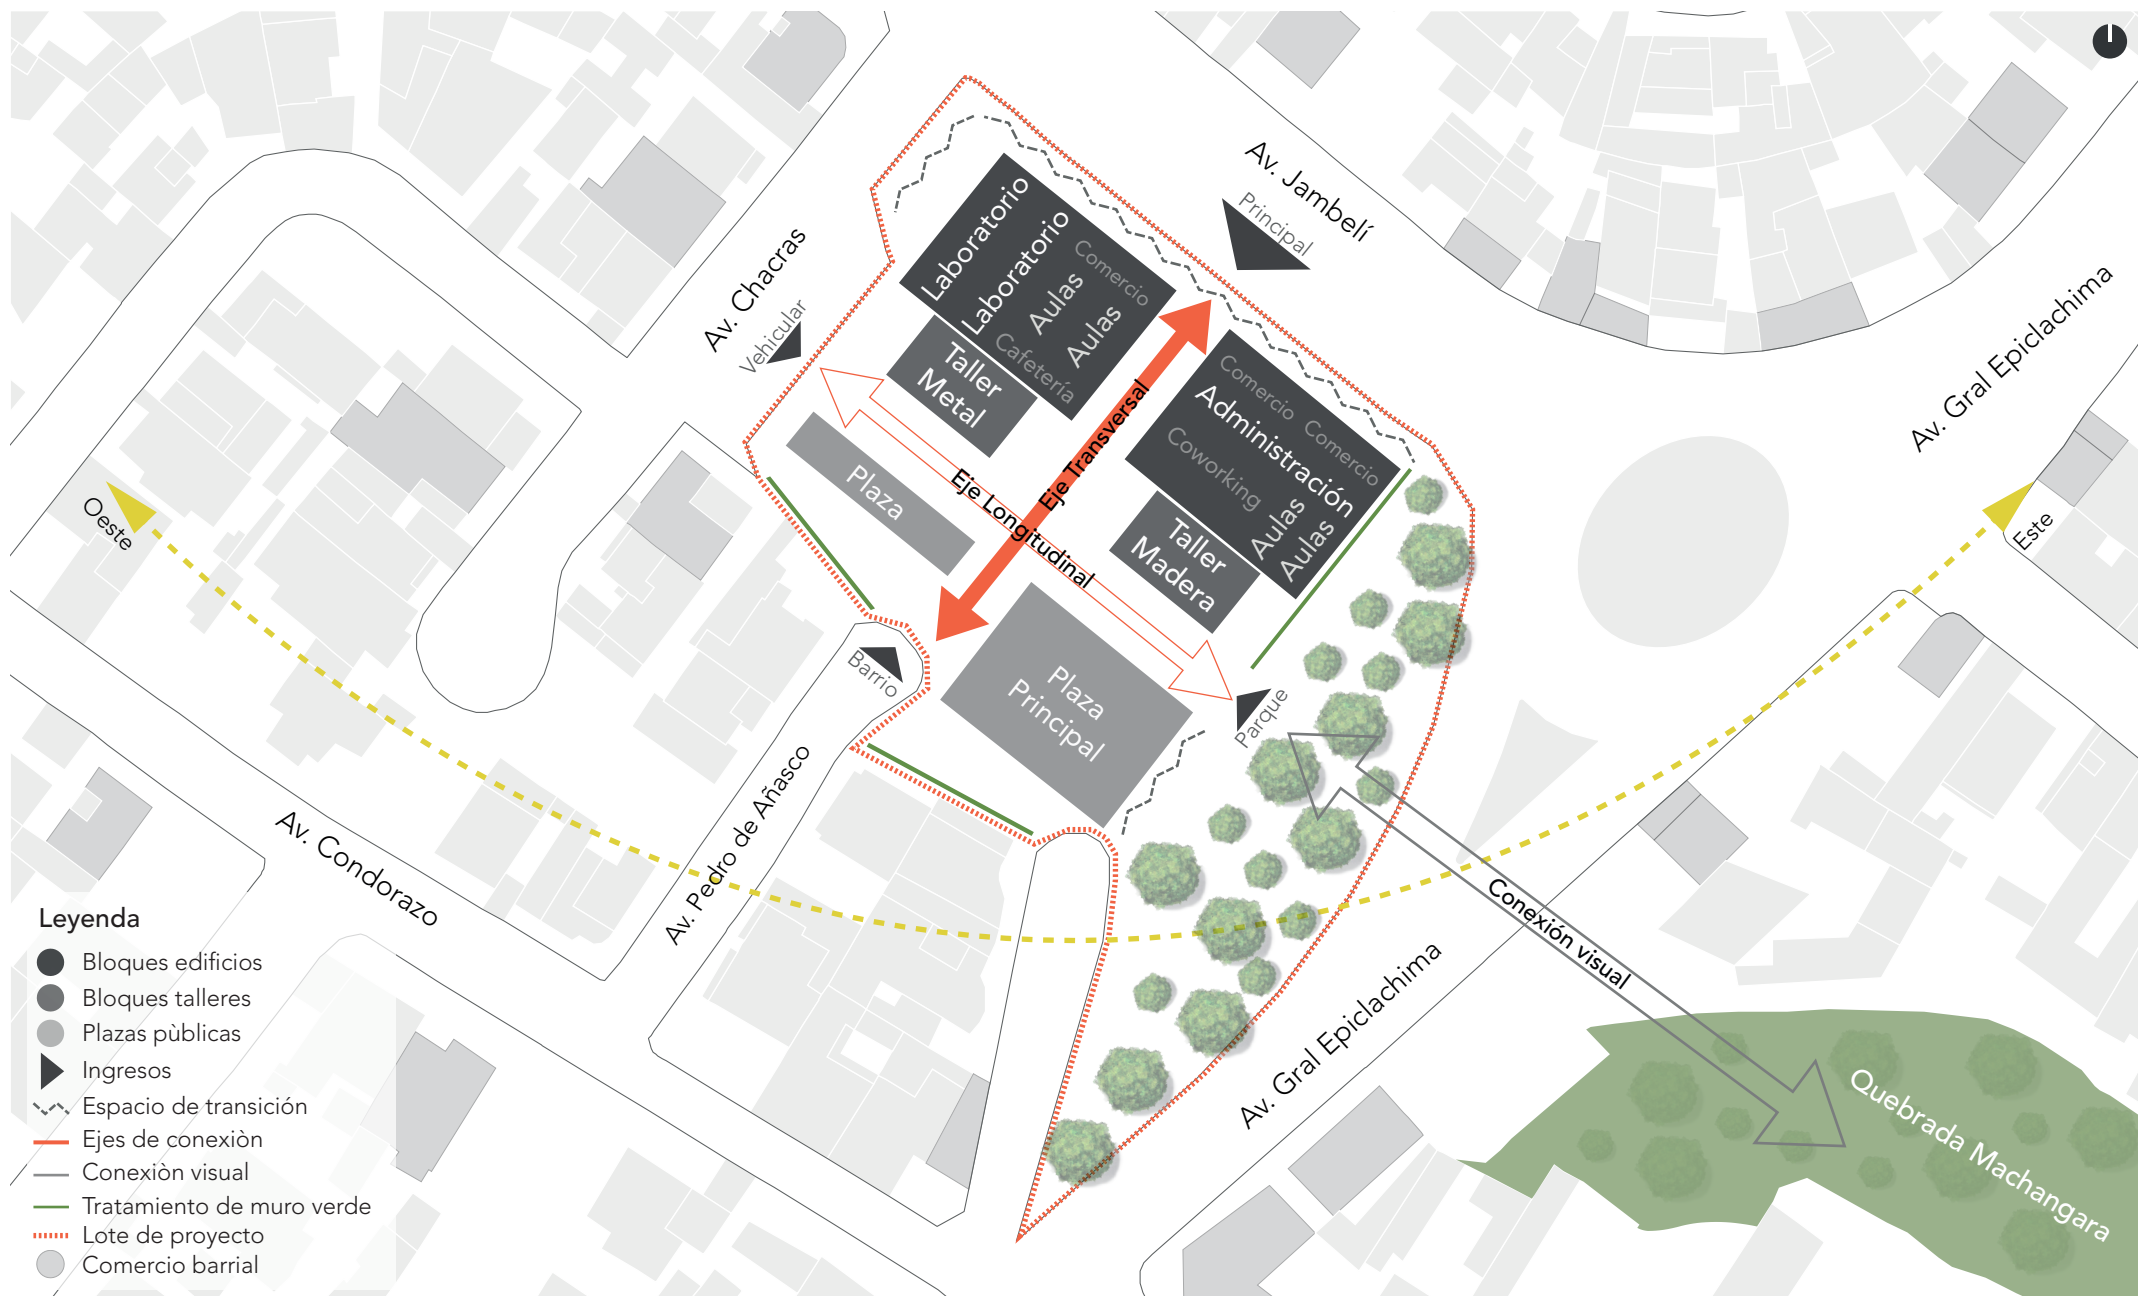 Av. Jambelí
Principal
Av. Chacras
Vehicular
Av. Gral Epiclachima
Laboratorio
Laboratorio
Comercio
Aulas
Aulas
Cafetería
Taller
Metal
Comercio
Comercio
Administración
Coworking
Aulas
Aulas
Taller
Madera
Eje Transversal
Eje Longitudinal
Plaza
Plaza
Principal
Oeste
Este
Barrio
Parque
Av. Pedro de Añasco
Av. Condorazo
Conexión visual
Av. Gral Epiclachima
Quebrada Machangara
Leyenda
Bloques edificios
Bloques talleres
Plazas pùblicas
Ingresos
Espacio de transición
Ejes de conexiòn
Conexiòn visual
Tratamiento de muro verde
Lote de proyecto
Comercio barrial